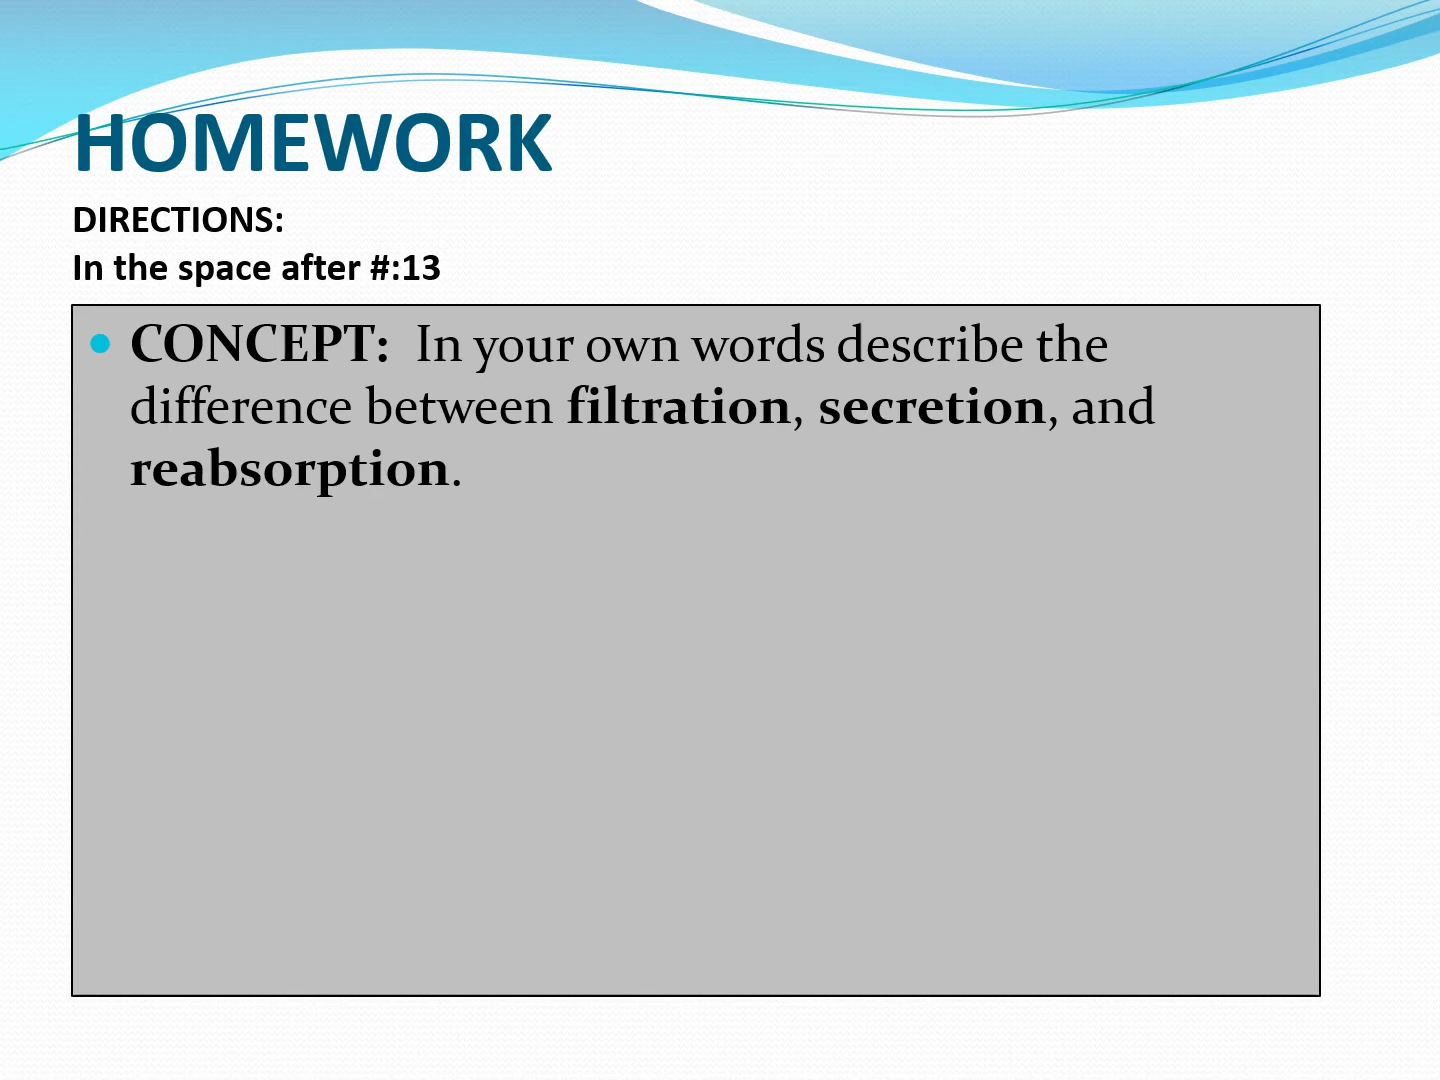 HOMEWORK
DIRECTIONS:
In the space after #:13
• CONCEPT:  In your own words describe the
difference between filtration, secretion, and
reabsorption.